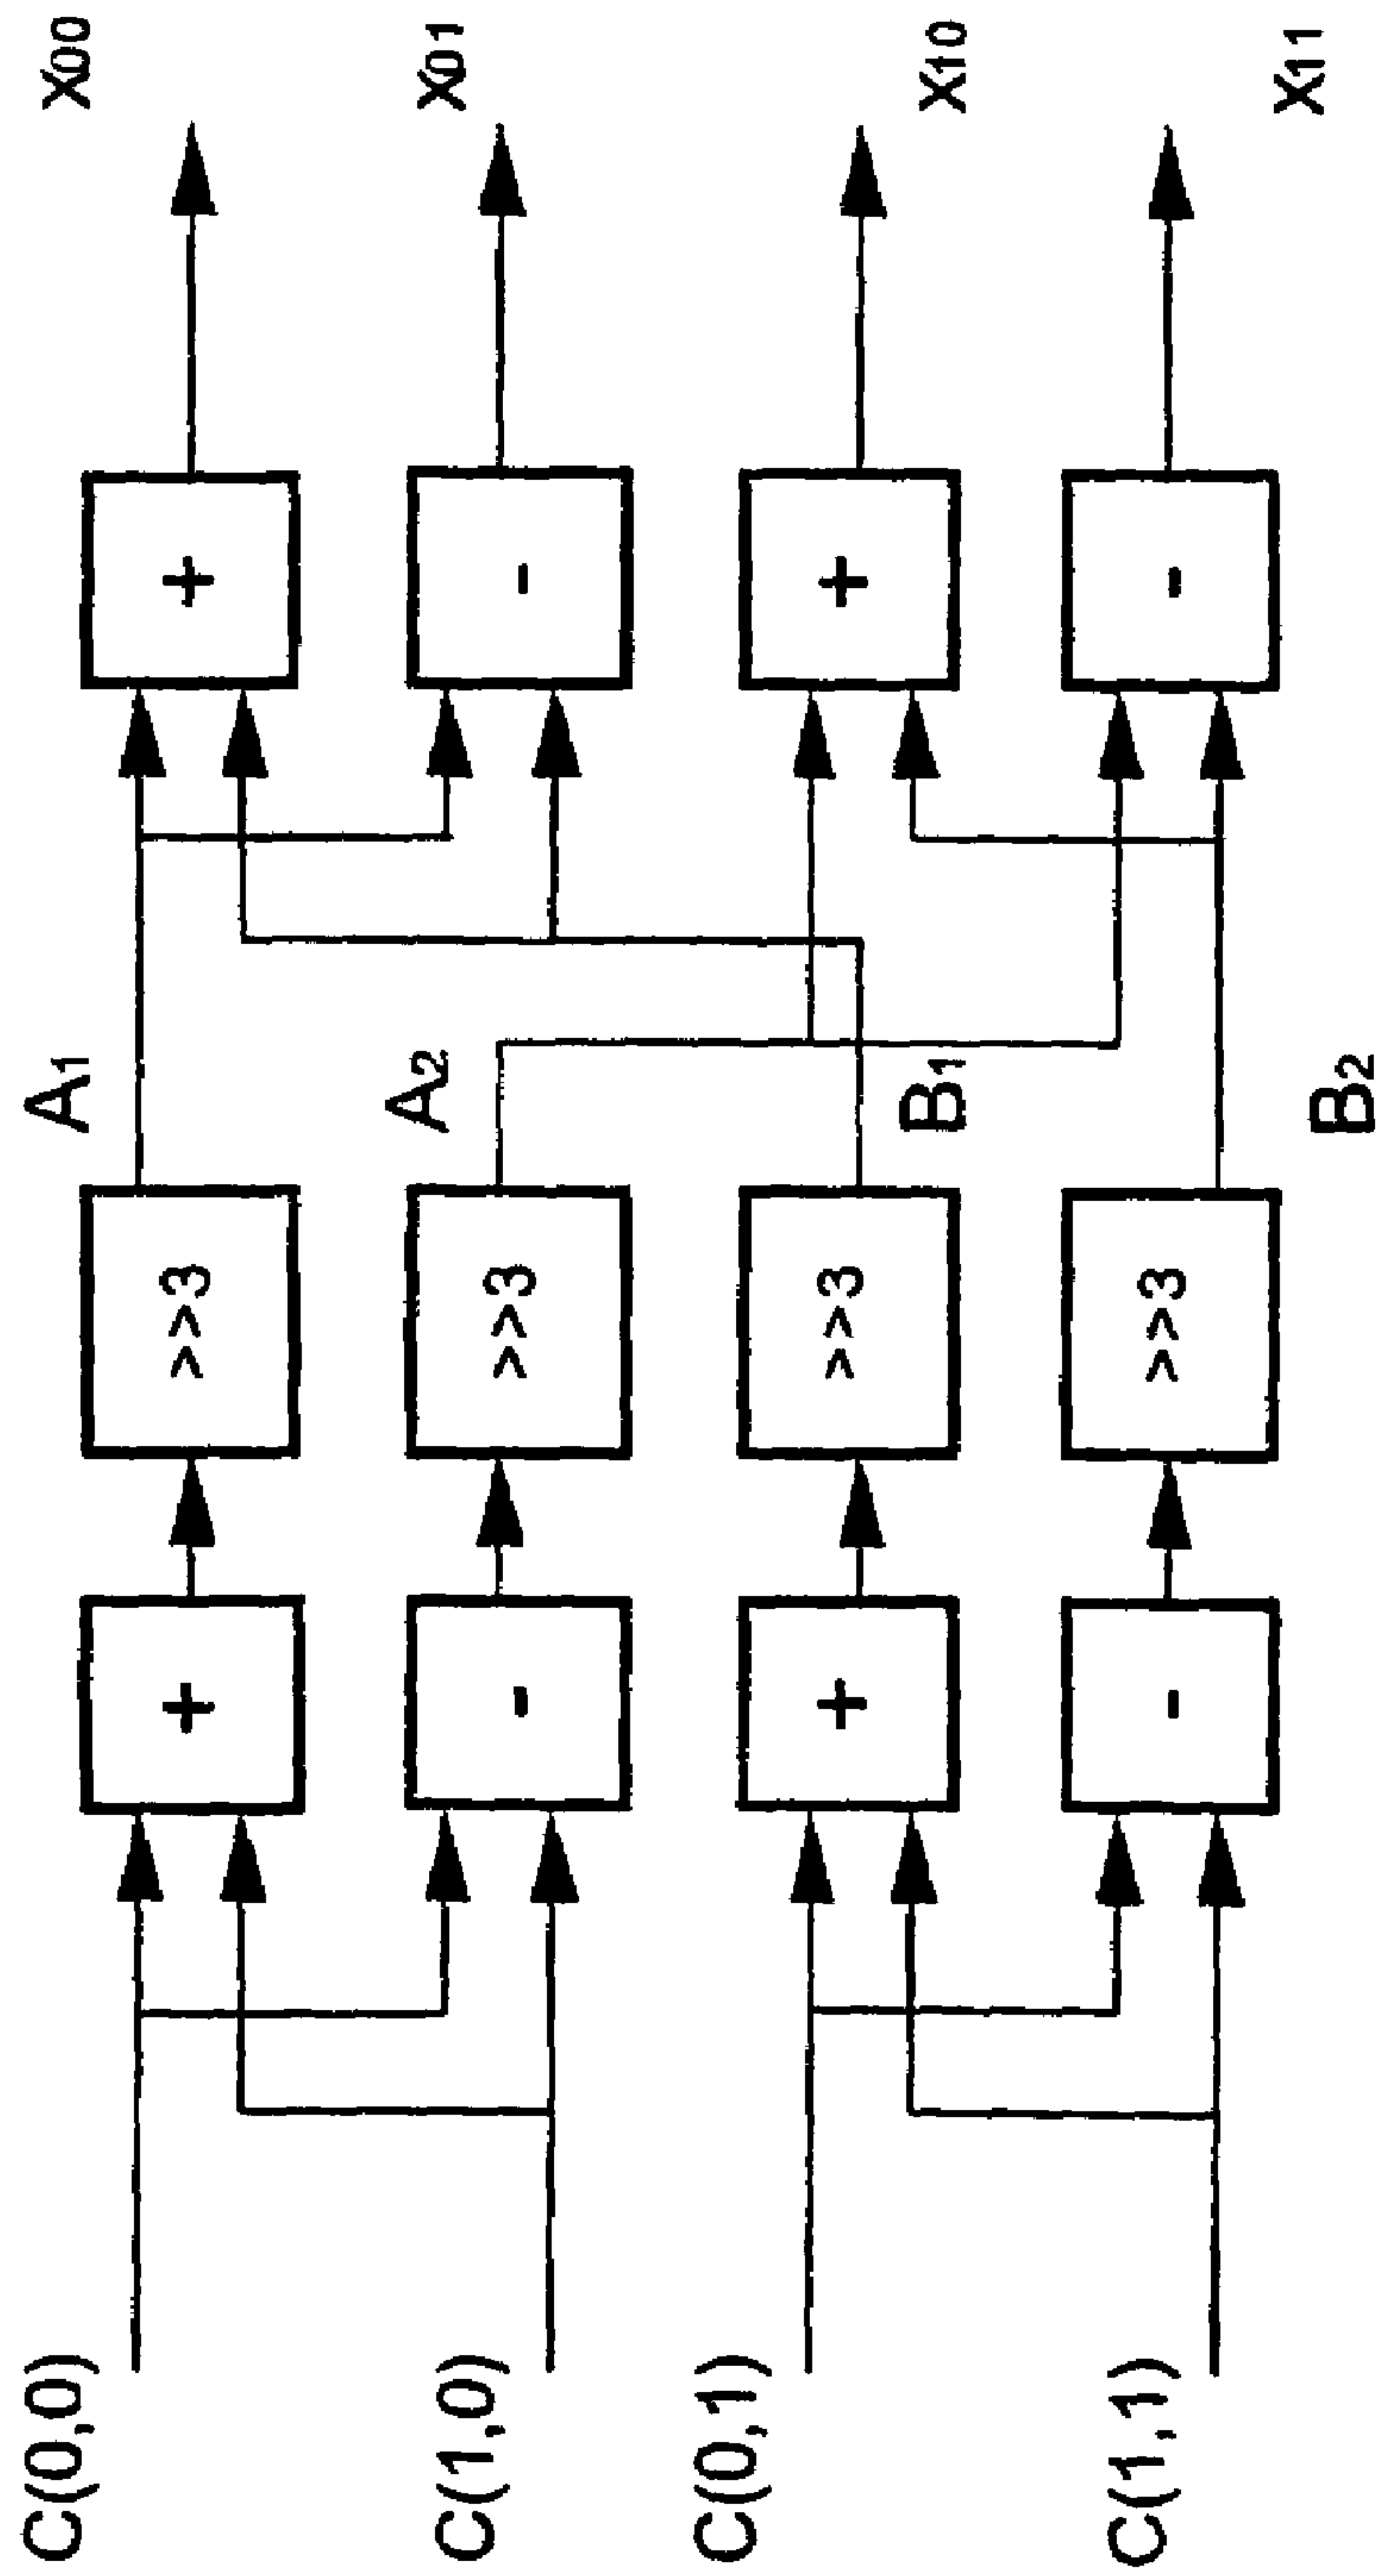 C(0,0)
+
>>3
A1
+
X00
C(1,0)
-
>>3
A2
-
X01
C(0,1)
+
>>3
B1
+
X10
C(1,1)
-
>>3
B2
-
X11